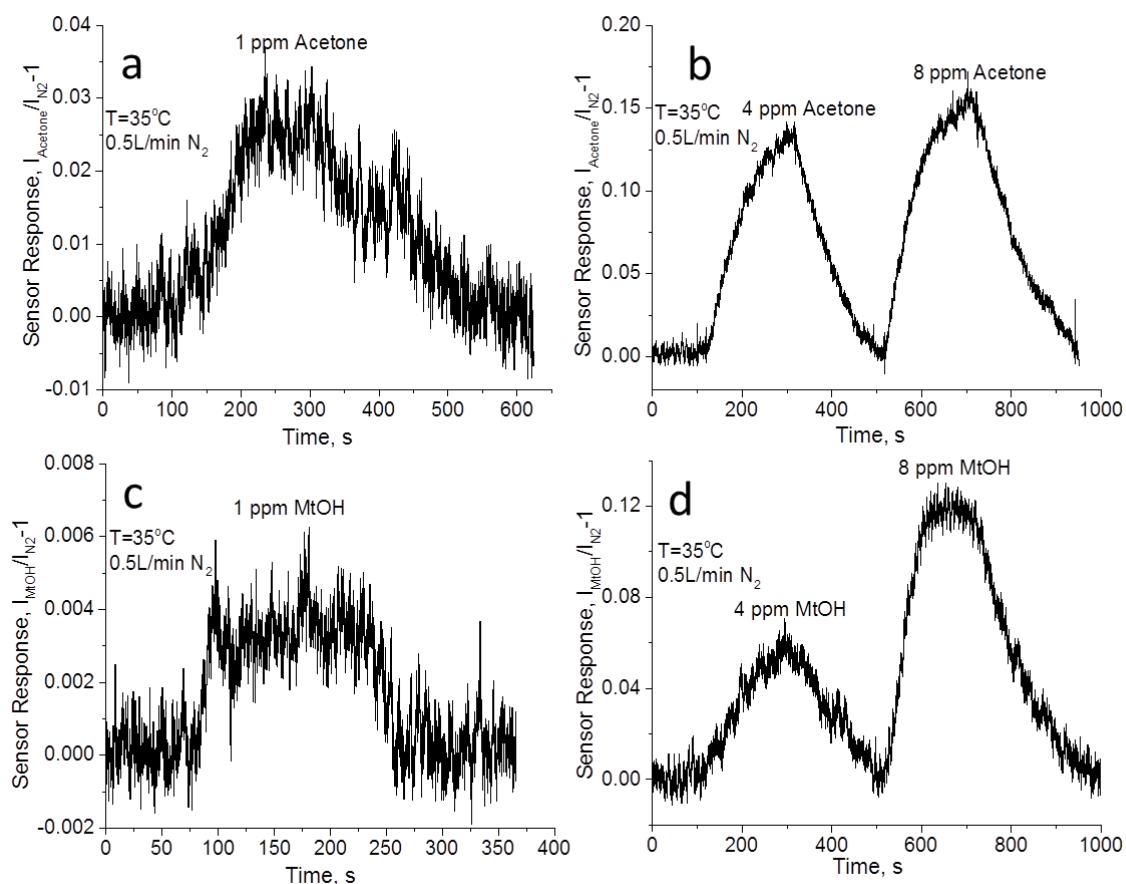 a
1 ppm Acetone
T=35°C
0.5L/min N2
Sensor Response, IAcetone/IN2-1
0.04
0.03
0.02
0.01
0.00
-0.01
0 100 200 300 400 500 600
Time, s
b
8 ppm Acetone
4 ppm Acetone
T=35°C
0.5L/min N2
Sensor Response, IAcetone/IN2-1
0.20
0.15
0.10
0.05
0.00
0 200 400 600 800 1000
Time, s
c
1 ppm MtOH
T=35°C
0.5L/min N2
Sensor Response, IMtOH/IN2-1
0.008
0.006
0.004
0.002
0.000
-0.002
0 50 100 150 200 250 300 350 400
Time, s
d
8 ppm MtOH
T=35°C
0.5L/min N2
4 ppm MtOH
Sensor Response, IMtOH/IN2-1
0.12
0.08
0.04
0.00
0 200 400 600 800 1000
Time, s